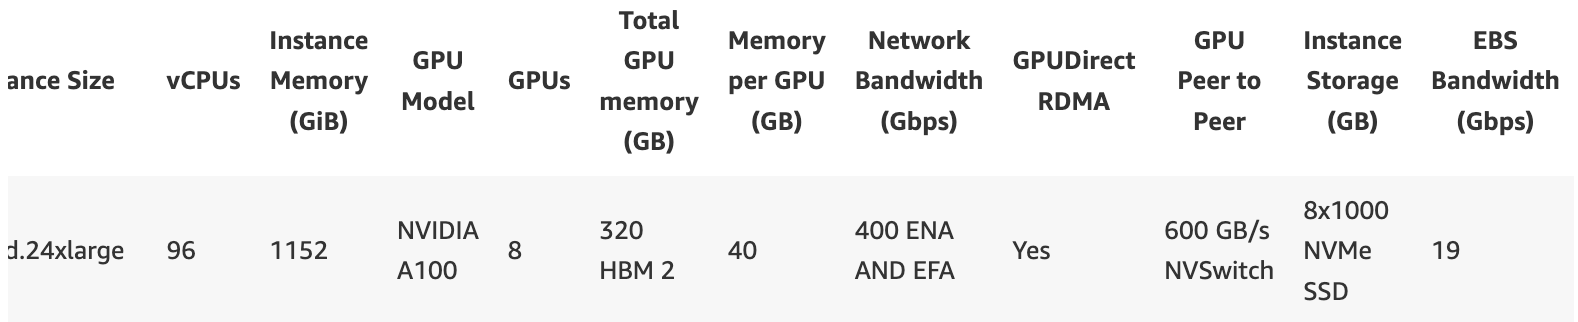 ance Size
vCPUs
Instance
Memory
(GiB)
GPU
Model
GPUs
Total
GPU
memory
(GB)
Memory
per GPU
(GB)
Network
Bandwidth
(Gbps)
GPUDirect
RDMA
GPU
Peer to
Peer
Instance
Storage
(GB)
EBS
Bandwidth
(Gbps)
d.24xlarge
96
1152
NVIDIA
A100
8
320
HBM 2
40
400 ENA
AND EFA
Yes
600 GB/s
NVSwitch
8x1000
NVMe
SSD
19